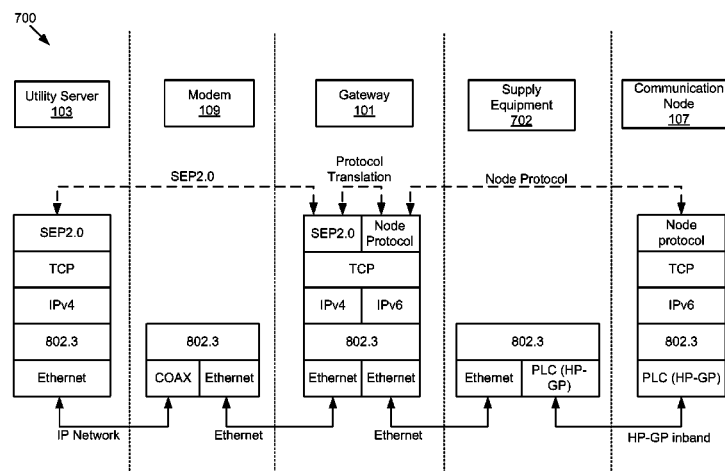 700
Utility Server
103
Modem
109
Gateway
101
Supply
Equipment
702
Communication
Node
107
SEP2.0
Protocol
Translation
Node Protocol
SEP2.0
TCP
IPv4
802.3
Ethernet
802.3
COAX
Ethernet
SEP2.0
Node
Protocol
TCP
IPv4
IPv6
802.3
Ethernet
Ethernet
802.3
Ethernet
PLC (HP-
GP)
Node
protocol
TCP
IPv6
802.3
PLC (HP-GP)
IP Network
Ethernet
Ethernet
HP-GP inband